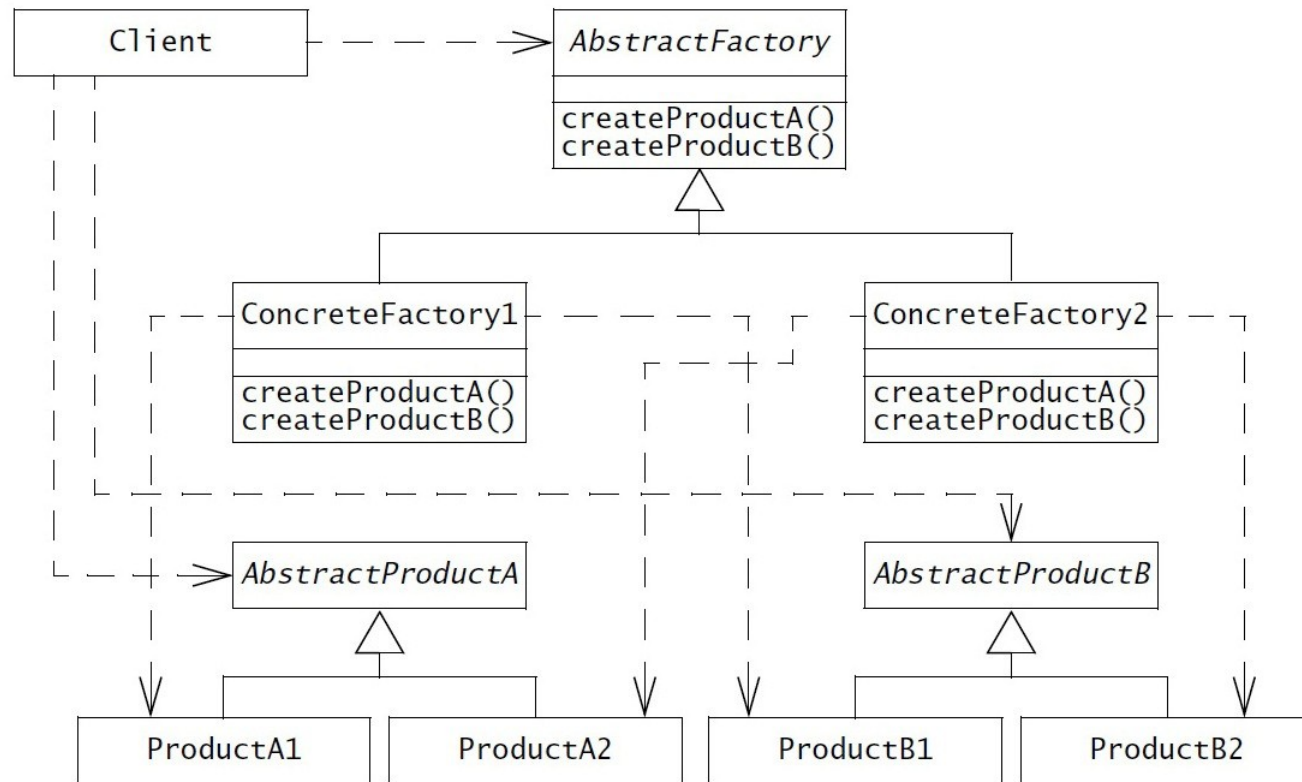 Client
AbstractFactory
createProductA()
createProductB()
ConcreteFactory1
createProductA()
createProductB()
ConcreteFactory2
createProductA()
createProductB()
AbstractProductA
AbstractProductB
ProductA1
ProductA2
ProductB1
ProductB2